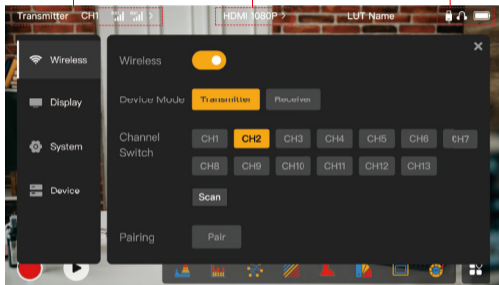 Transmitter CH1 HDMI 1080P > LUT Name
Wireless
Display
System
Device
Wireless
Device Mode Transmitter Receiver
Channel Switch
CH1 CH2 CH3 CH4 CH5 CH6 CH7
CH8 CH9 CH10 CH11 CH12 CH13
Scan
Pairing Pair